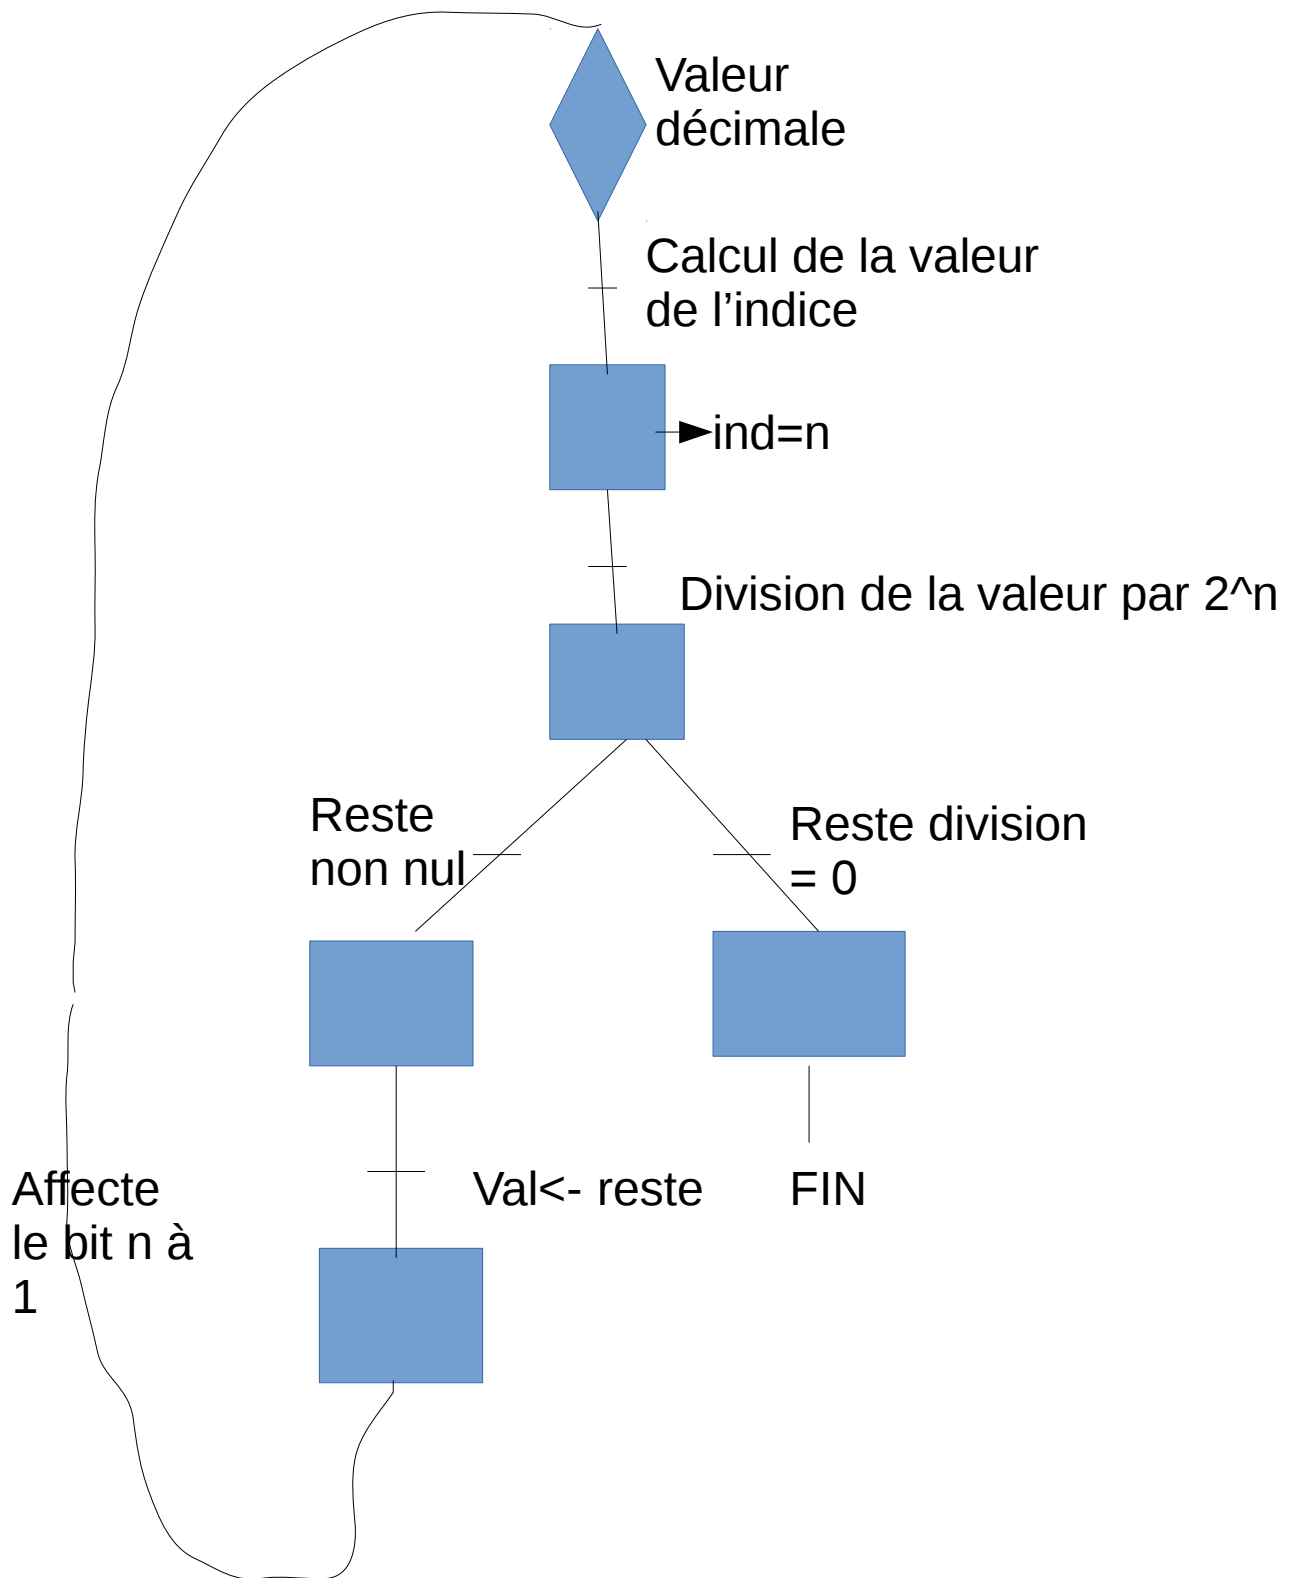 Valeur
décimale
Calcul de la valeur
de l’indice
ind=n
Division de la valeur par 2^n
Reste
non nul
Reste division
= 0
Affecte
le bit n à
1
Val<- reste
FIN